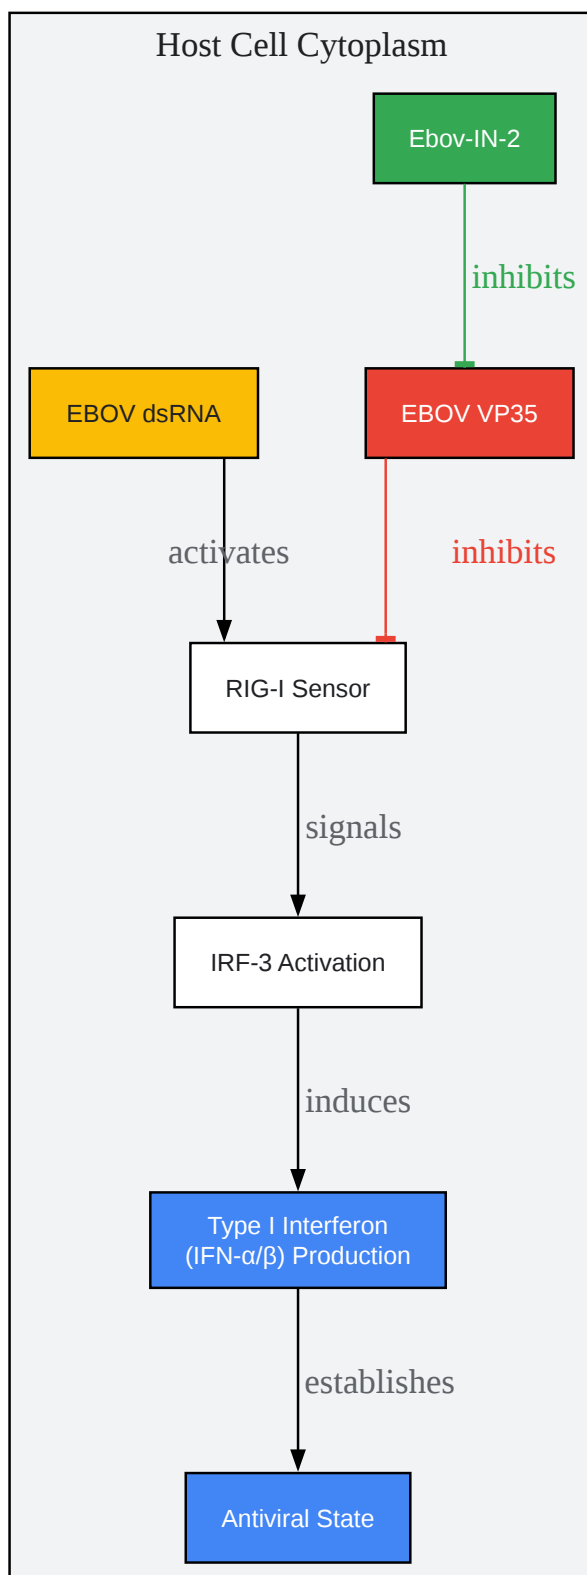 Host Cell Cytoplasm
Ebov-IN-2
inhibits
EBOV dsRNA
EBOV VP35
activates
inhibits
RIG-I Sensor
signals
IRF-3 Activation
induces
Type I Interferon
(IFN-α/β) Production
establishes
Antiviral State